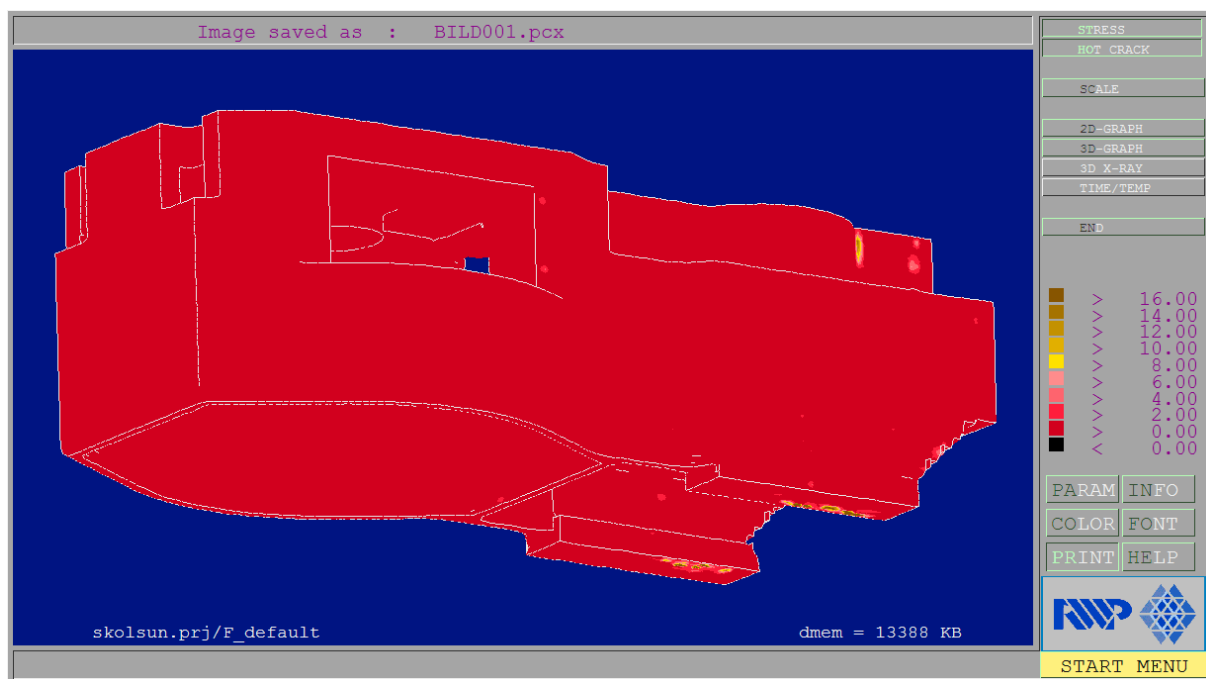 Image saved as : BILD001.pcx
skolsun.prj/F_default
dmem = 13388 KB
STRESS
HOT CRACK
SCALE
2D-GRAPH
3D-GRAPH
3D X-RAY
TIME/TEMP
END
> 16.00
> 14.00
> 12.00
> 10.00
> 8.00
> 6.00
> 4.00
> 2.00
> 0.00
< 0.00
PARAM INFO
COLOR FONT
PRINT HELP
RWP
START MENU